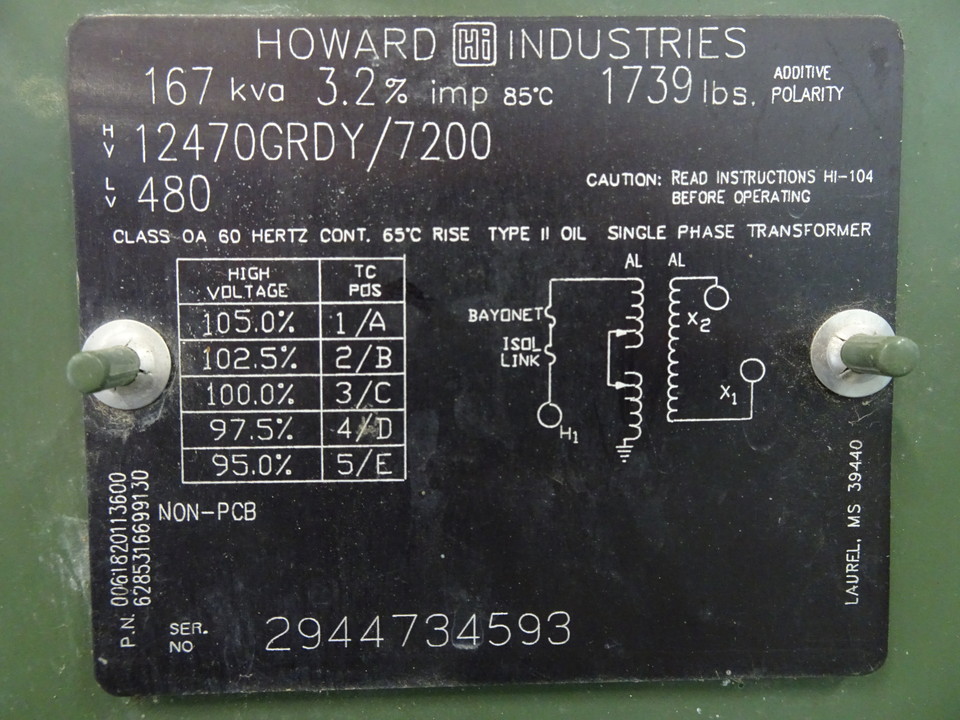 HOWARD Hi INDUSTRIES
167 kva 3.2% imp 85°C 1739 lbs. ADDITIVE POLARITY
HV 12470GRDY/7200
LV 480
CAUTION: READ INSTRUCTIONS HI-104
BEFORE OPERATING
CLASS OA 60 HERTZ CONT. 65°C RISE TYPE II OIL SINGLE PHASE TRANSFORMER
HIGH VOLTAGE TC POS
105.0% 1/A
102.5% 2/B
100.0% 3/C
97.5% 4/D
95.0% 5/E
AL AL
BAYONET
ISOL
LINK
H1
X2
X1
NON-PCB
P.N. 0061820113600
6285316699130
LAUREL, MS 39440
SER. NO 2944734593